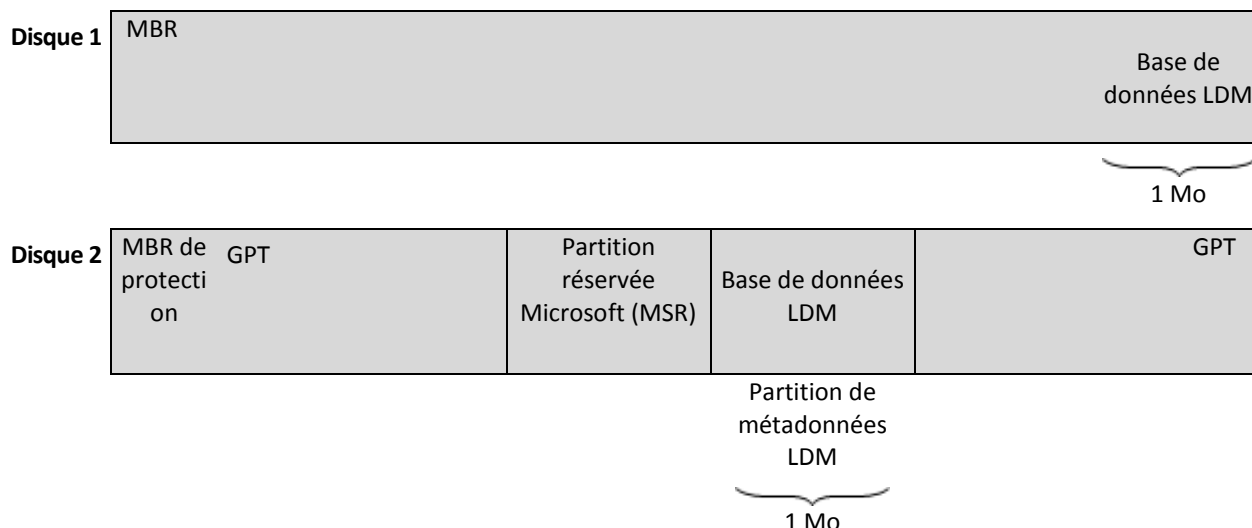 Disque 1
MBR
Base de
données LDM
1 Mo
Disque 2
MBR de
protecti
on
GPT
Partition
réservée
Microsoft (MSR)
Base de données
LDM
GPT
Partition de
métadonnées
LDM
1 Mo